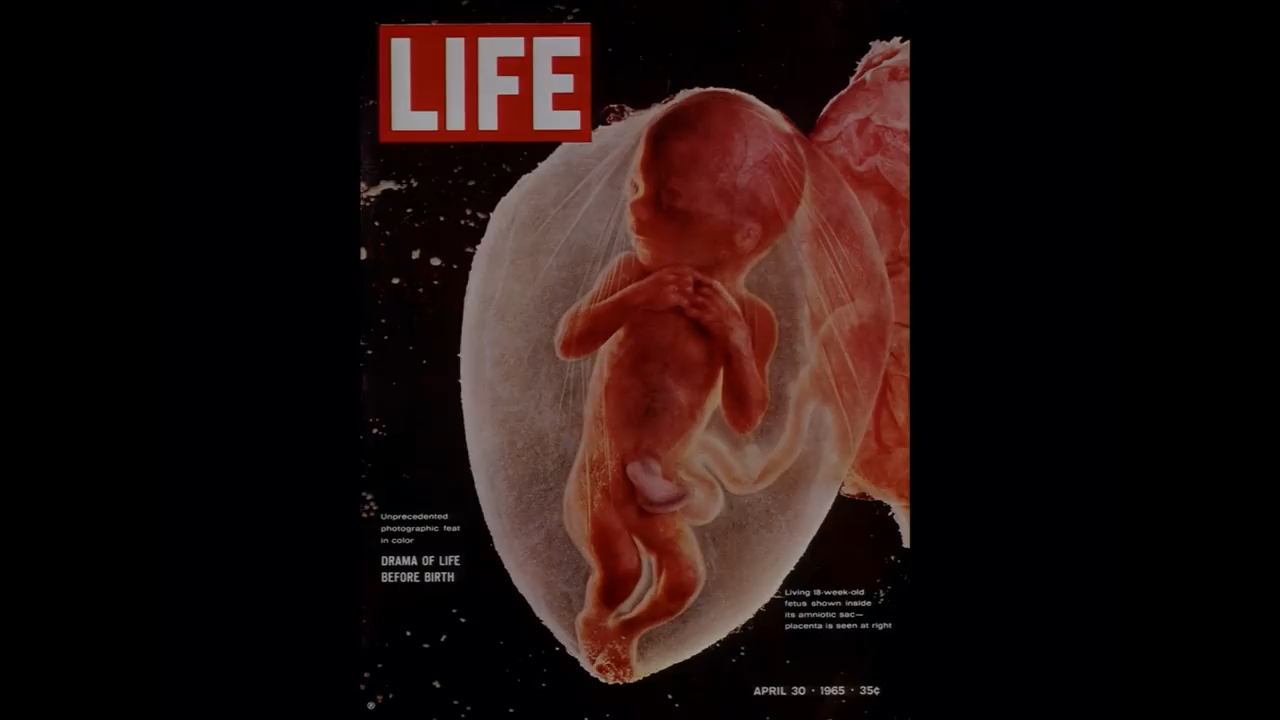 LIFE
Unprecedented
photographic feat
in color
DRAMA OF LIFE
BEFORE BIRTH
Living 18-week-old
fetus shown inside
its amniotic sac—
placenta is seen at right
APRIL 30 · 1965 · 35¢
®